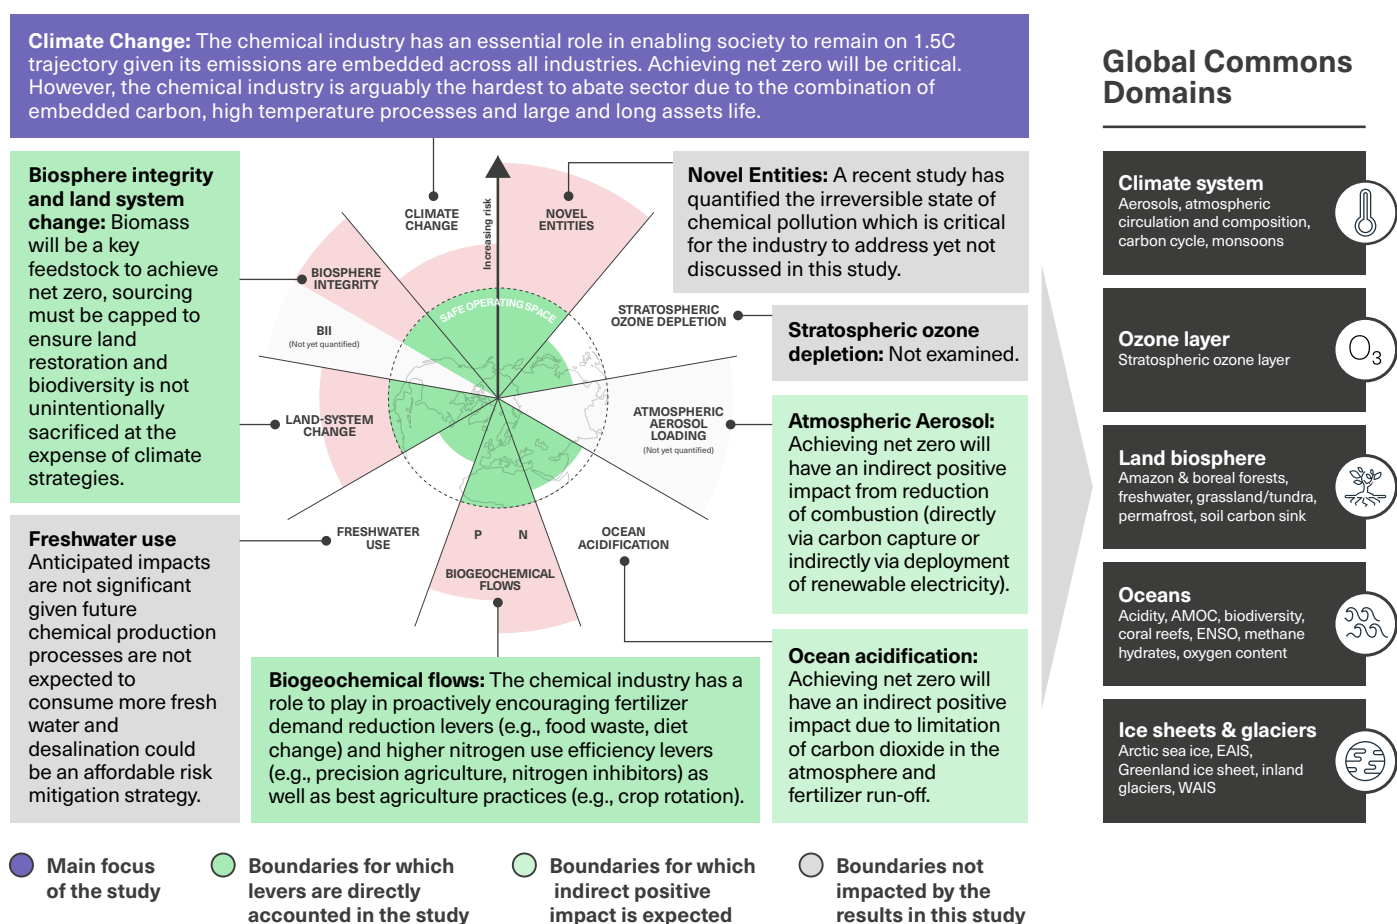 Climate Change: The chemical industry has an essential role in enabling society to remain on 1.5C
trajectory given its emissions are embedded across all industries. Achieving net zero will be critical.
However, the chemical industry is arguably the hardest to abate sector due to the combination of
embedded carbon, high temperature processes and large and long assets life.
Biosphere integrity
and land system
change: Biomass
will be a key
feedstock to achieve
net zero, sourcing
must be capped to
ensure land
restoration and
biodiversity is not
unintentionally
sacrificed at the
expense of climate
strategies.
Freshwater use
Anticipated impacts
are not significant
given future
chemical production
processes are not
expected to
consume more fresh
water and
desalination could
be an affordable risk
mitigation strategy.
CLIMATE
CHANGE
Increasing risk
NOVEL
ENTITIES
BIOSPHERE
INTEGRITY
SAFE OPERATING SPACE
STRATOSPHERIC
OZONE DEPLETION
BII
(Not yet quantified)
LAND-SYSTEM
CHANGE
ATMOSPHERIC
AEROSOL
LOADING
(Not yet quantified)
FRESHWATER
USE
P
N
OCEAN
ACIDIFICATION
BIOGEOCHEMICAL
FLOWS
Novel Entities: A recent study has
quantified the irreversible state of
chemical pollution which is critical
for the industry to address yet not
discussed in this study.
Stratospheric ozone
depletion: Not examined.
Atmospheric Aerosol:
Achieving net zero will
have an indirect positive
impact from reduction
of combustion (directly
via carbon capture or
indirectly via deployment
of renewable electricity).
Ocean acidification:
Achieving net zero will
have an indirect positive
impact due to limitation
of carbon dioxide in the
atmosphere and
fertilizer run-off.
Biogeochemical flows: The chemical industry has a
role to play in proactively encouraging fertilizer
demand reduction levers (e.g., food waste, diet
change) and higher nitrogen use efficiency levers
(e.g., precision agriculture, nitrogen inhibitors) as
well as best agriculture practices (e.g., crop rotation).
Global Commons
Domains
Climate system
Aerosols, atmospheric
circulation and composition,
carbon cycle, monsoons
Ozone layer
Stratospheric ozone layer
O3
Land biosphere
Amazon & boreal forests,
freshwater, grassland/tundra,
permafrost, soil carbon sink
Oceans
Acidity, AMOC, biodiversity,
coral reefs, ENSO, methane
hydrates, oxygen content
Ice sheets & glaciers
Arctic sea ice, EAIS,
Greenland ice sheet, inland
glaciers, WAIS
Main focus
of the study
Boundaries for which
levers are directly
accounted in the study
Boundaries for which
indirect positive
impact is expected
Boundaries not
impacted by the
results in this study